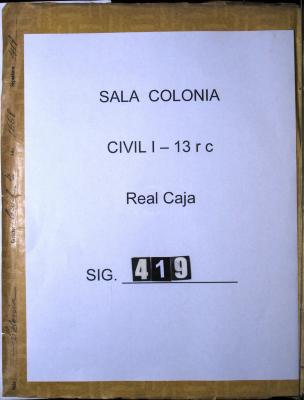 SALA COLONIA
CIVIL I – 13 r c
Real Caja
SIG. 419